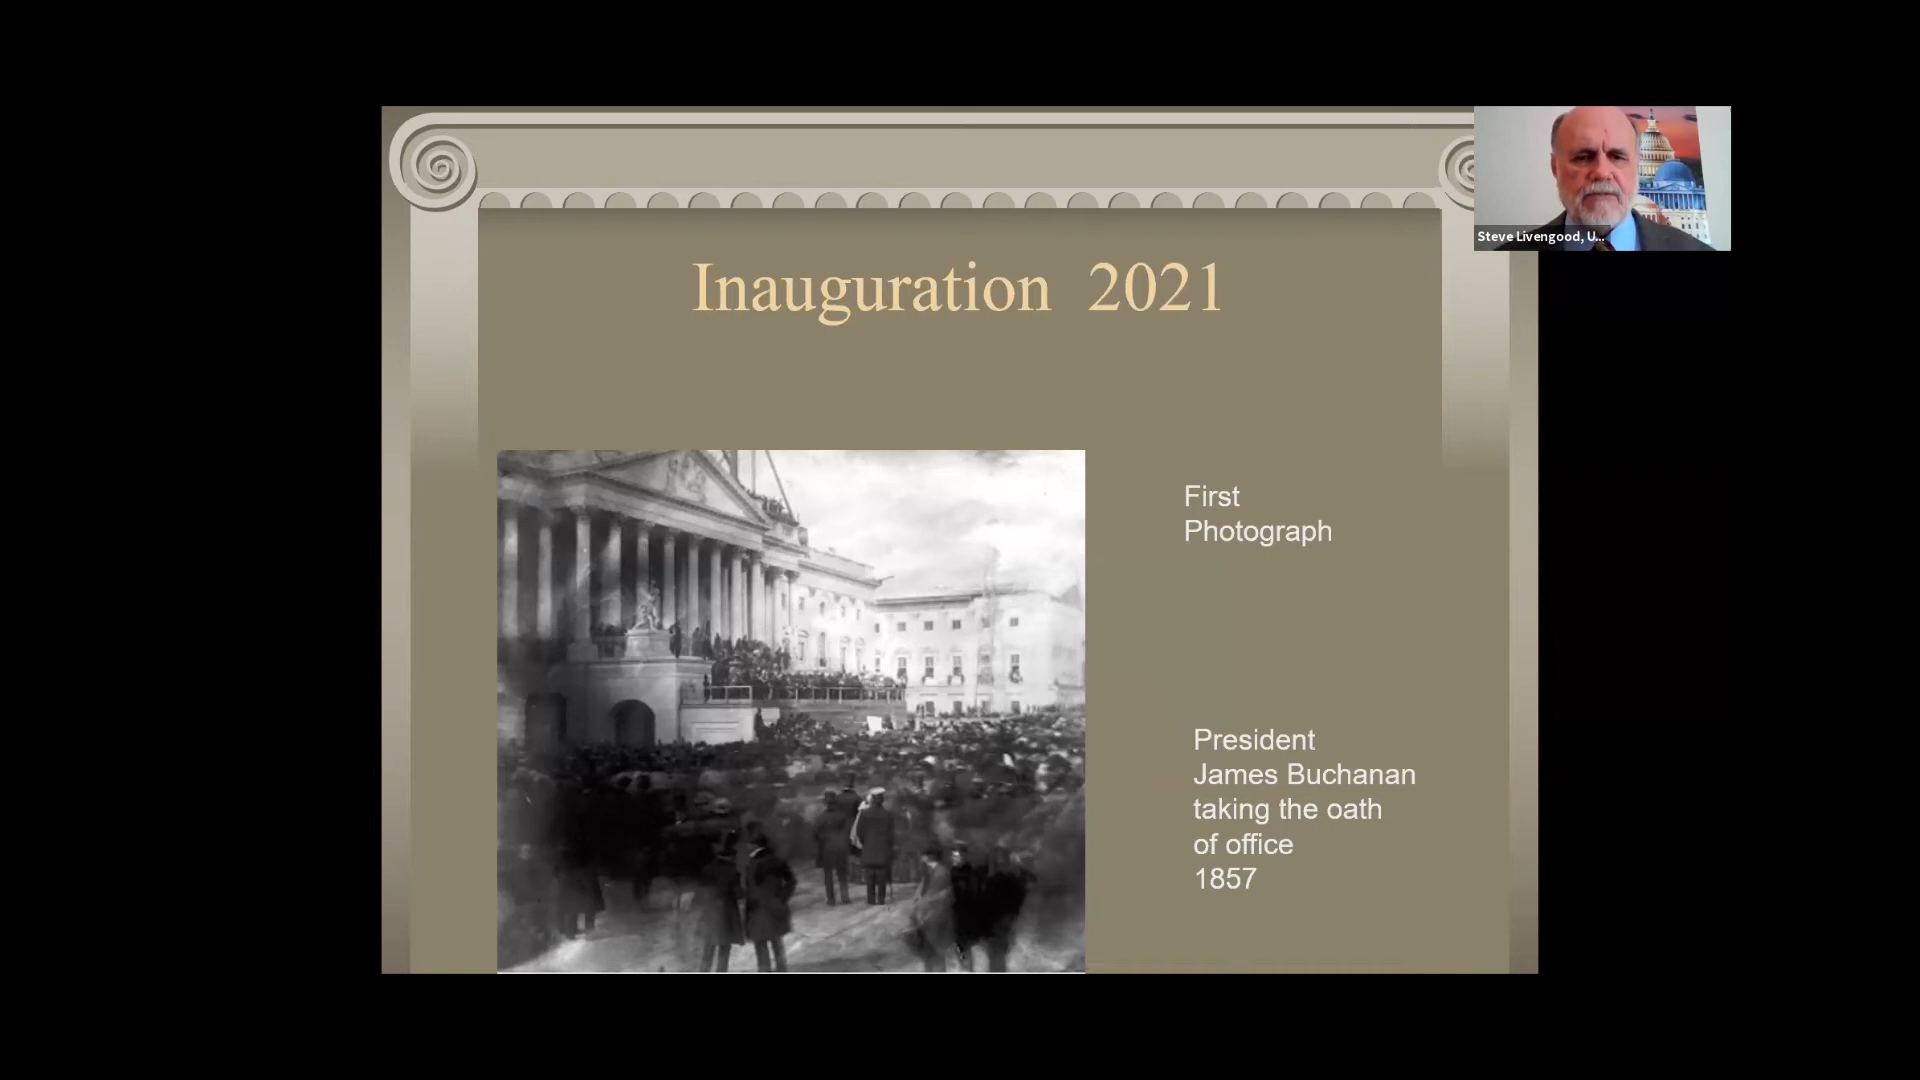 Inauguration 2021
Steve Livengood, U...
First
Photograph
President
James Buchanan
taking the oath
of office
1857